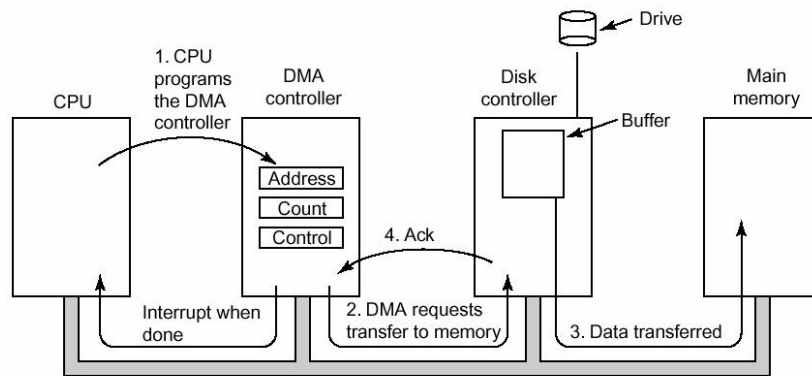 Drive
1. CPU
programs
the DMA
controller
CPU
DMA
controller
Disk
controller
Main
memory
Buffer
Address
Count
Control
4. Ack
Interrupt when
done
2. DMA requests
transfer to memory
3. Data transferred